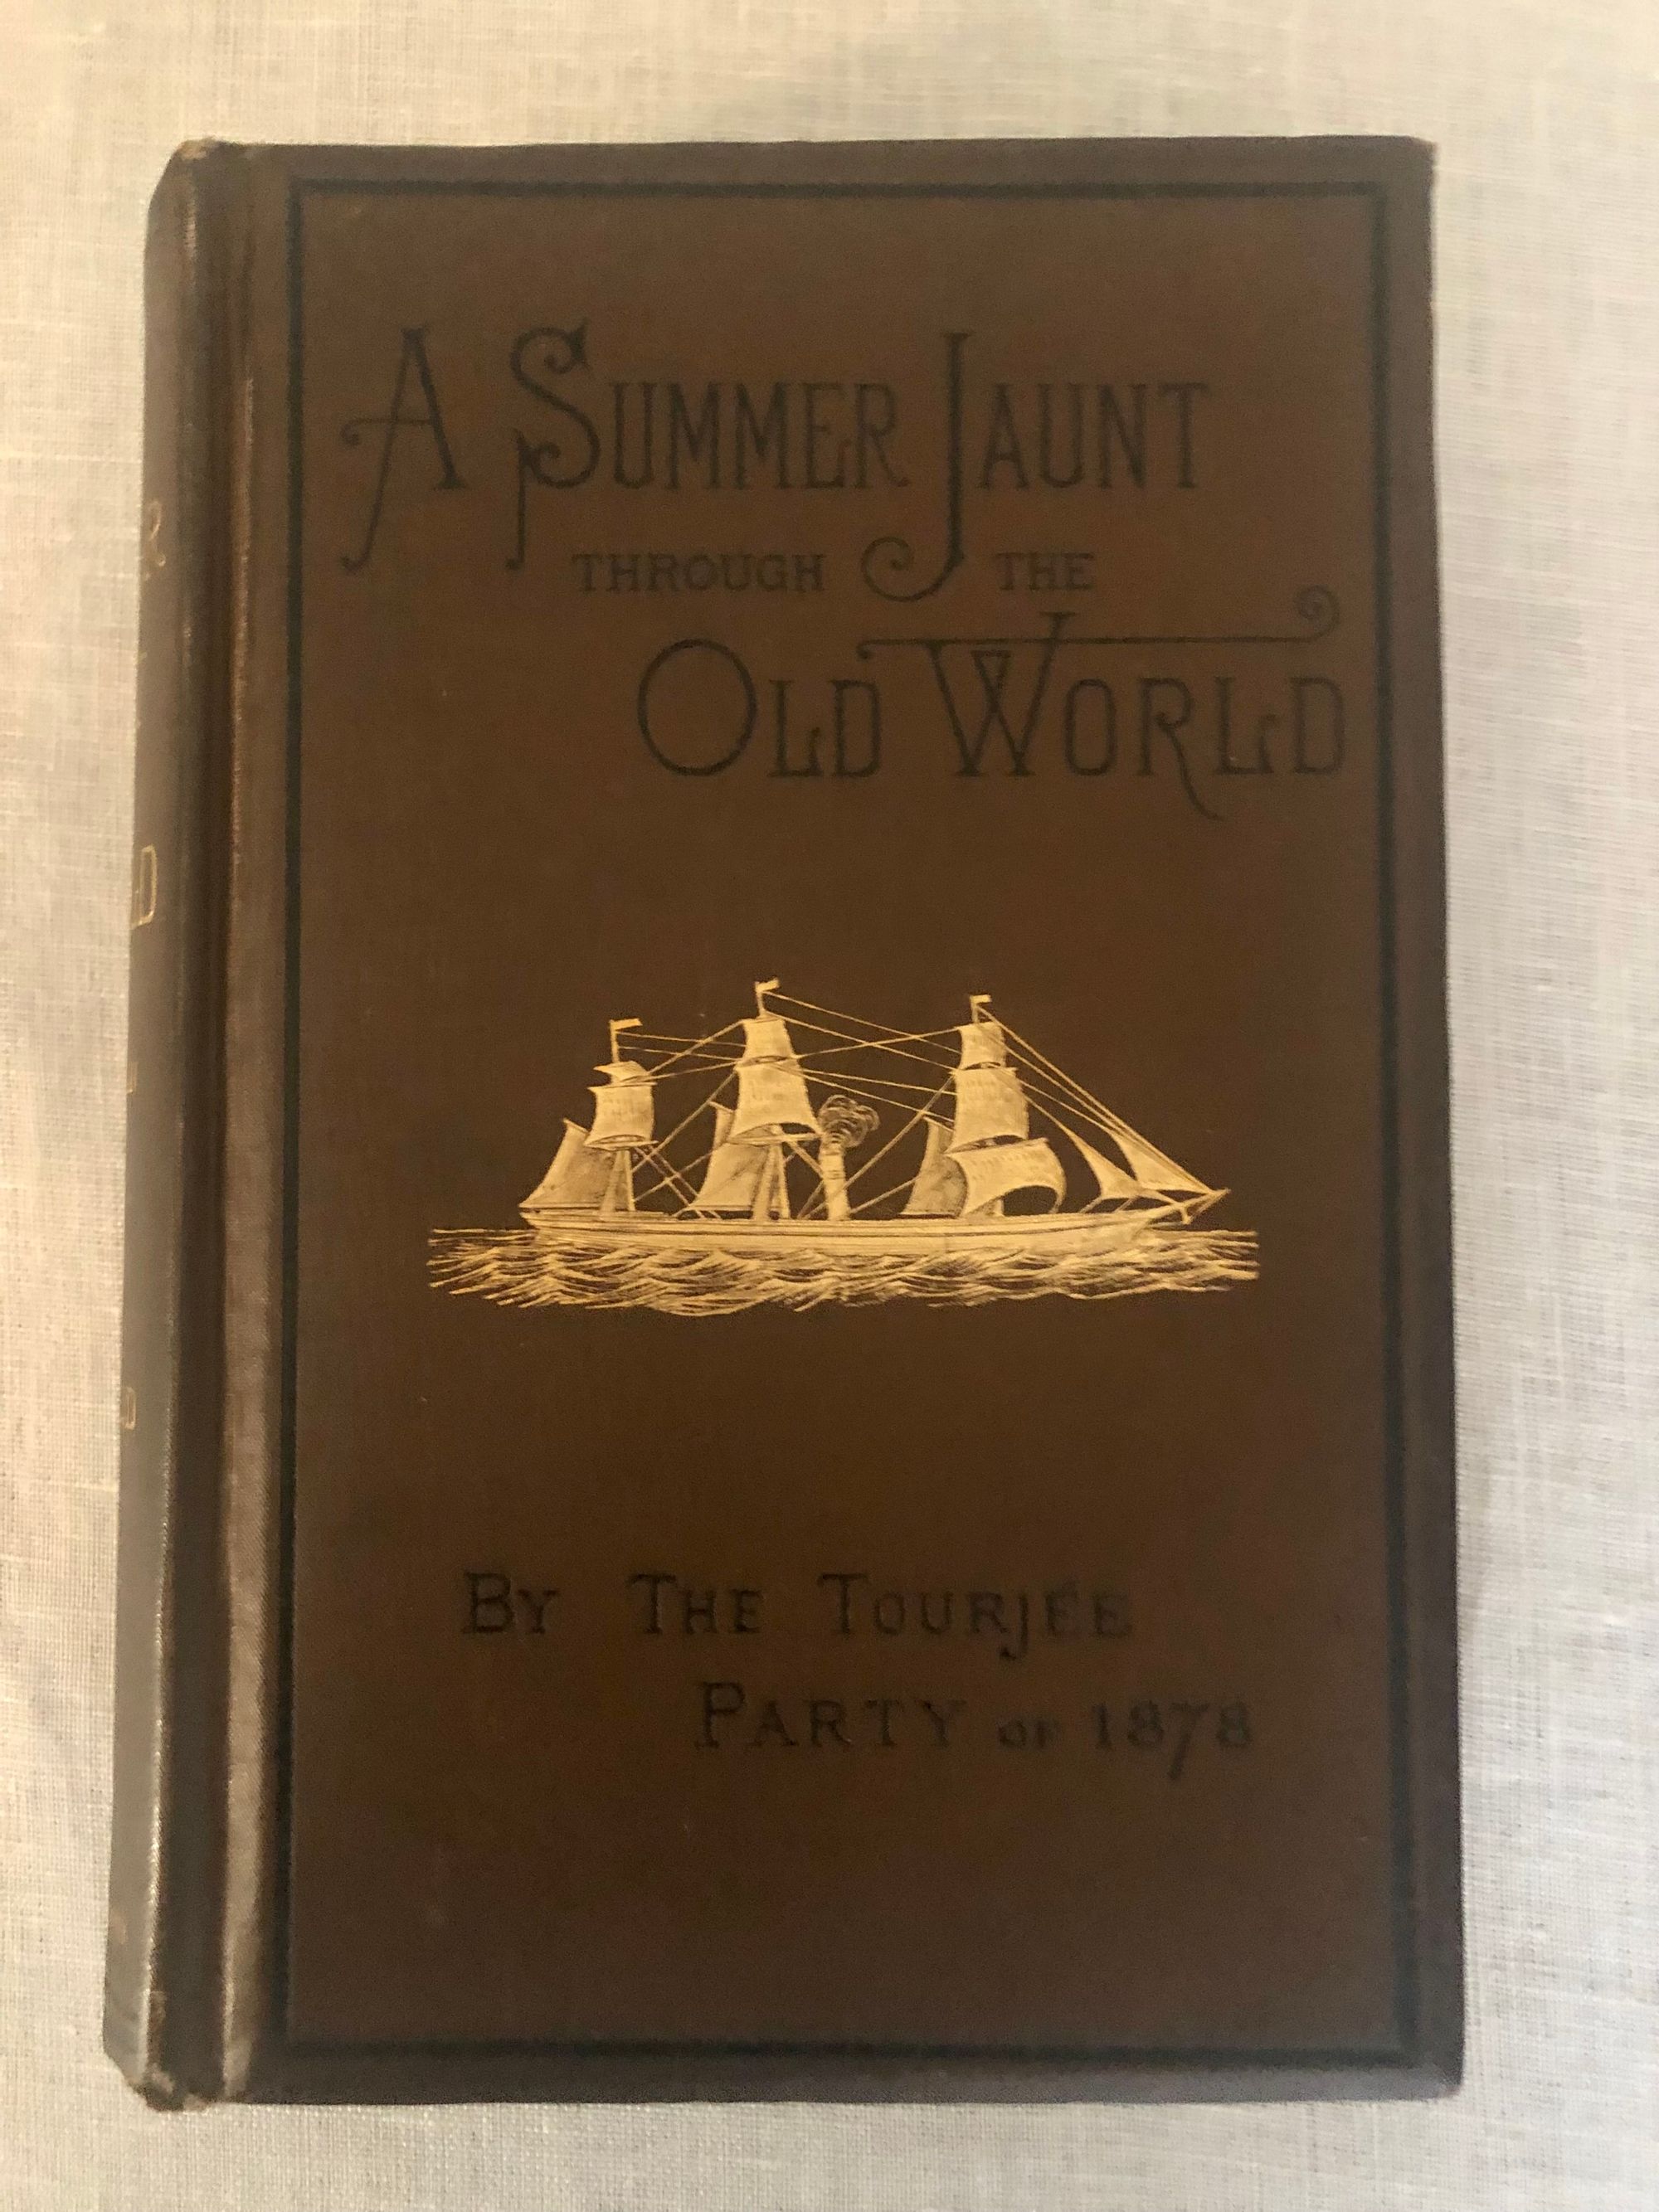 A SUMMER JAUNT
THROUGH THE
OLD WORLD
BY THE TOURJÉE
PARTY OF 1878